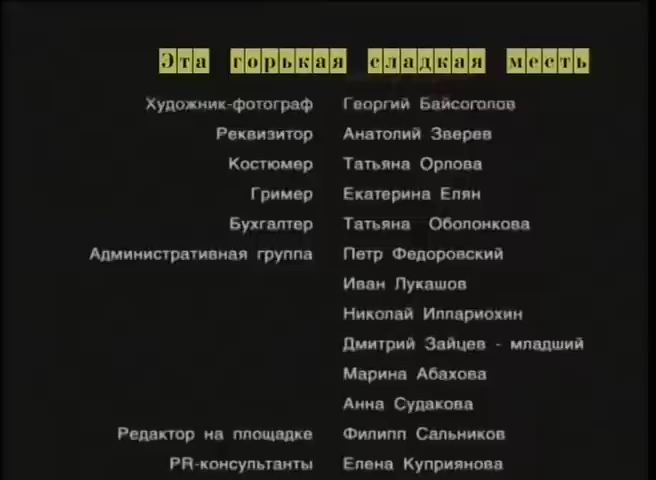 Эта горькая сладкая месть
Художник-фотограф Георгий Байсоголов
Реквизитор Анатолий Зверев
Костюмер Татьяна Орлова
Гример Екатерина Елян
Бухгалтер Татьяна Оболонкова
Административная группа Петр Федоровский
Иван Лукашов
Николай Иллариохин
Дмитрий Зайцев - младший
Марина Абахова
Анна Судакова
Редактор на площадке Филипп Сальников
PR-консультанты Елена Куприянова